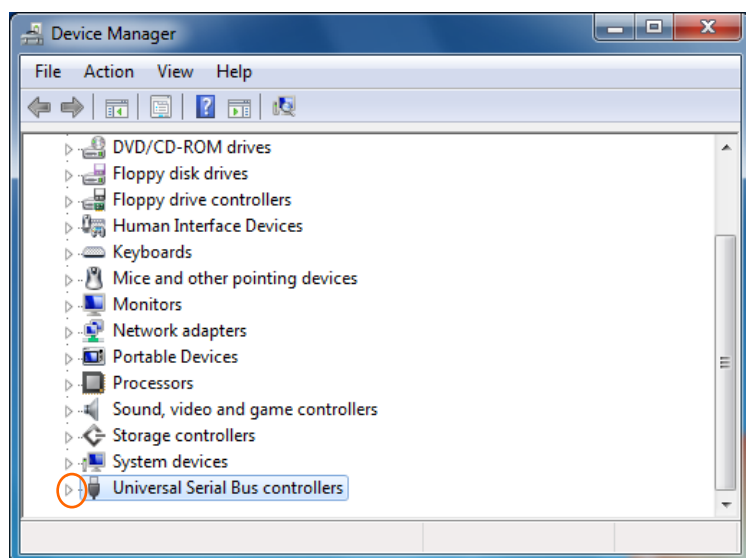 Device Manager
File Action View Help
DVD/CD-ROM drives
Floppy disk drives
Floppy drive controllers
Human Interface Devices
Keyboards
Mice and other pointing devices
Monitors
Network adapters
Portable Devices
Processors
Sound, video and game controllers
Storage controllers
System devices
Universal Serial Bus controllers